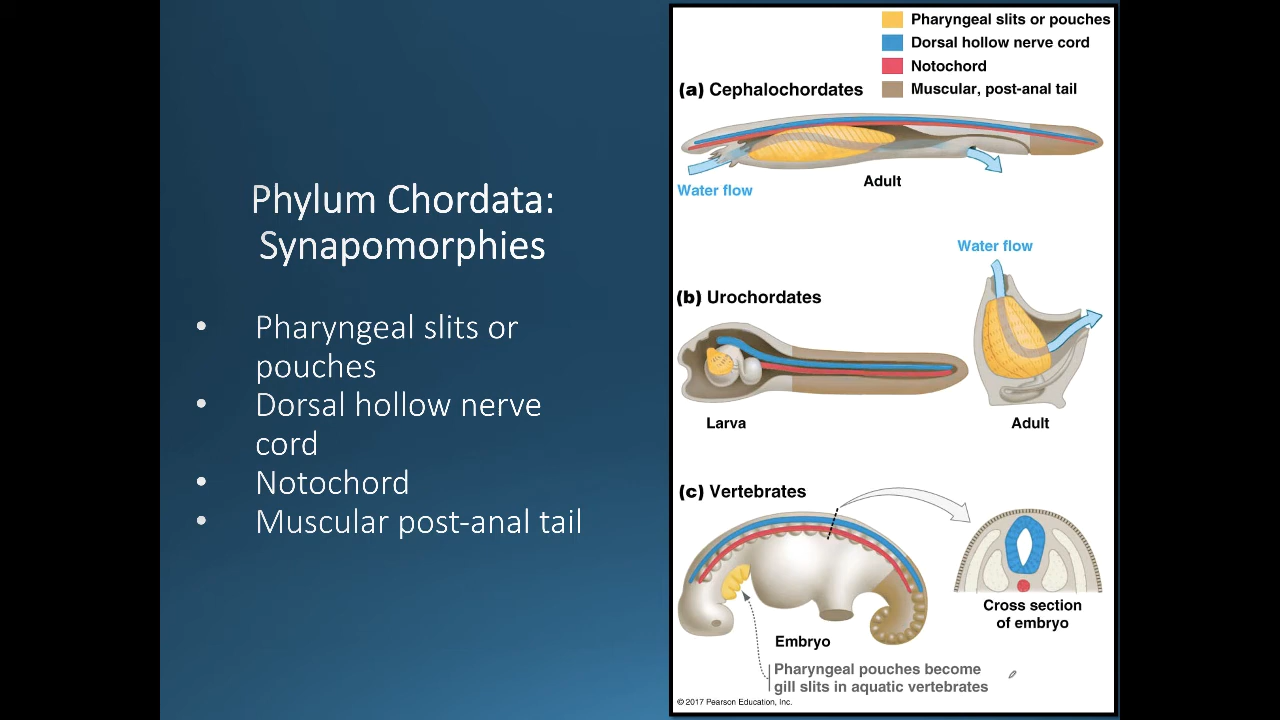 Phylum Chordata:
Synapomorphies
• Pharyngeal slits or
pouches
• Dorsal hollow nerve
cord
• Notochord
• Muscular post-anal tail
Pharyngeal slits or pouches
Dorsal hollow nerve cord
Notochord
Muscular, post-anal tail
(a) Cephalochordates
Water flow
Adult
Water flow
(b) Urochordates
Larva
Adult
(c) Vertebrates
Cross section
of embryo
Embryo
Pharyngeal pouches become
gill slits in aquatic vertebrates
© 2017 Pearson Education, Inc.